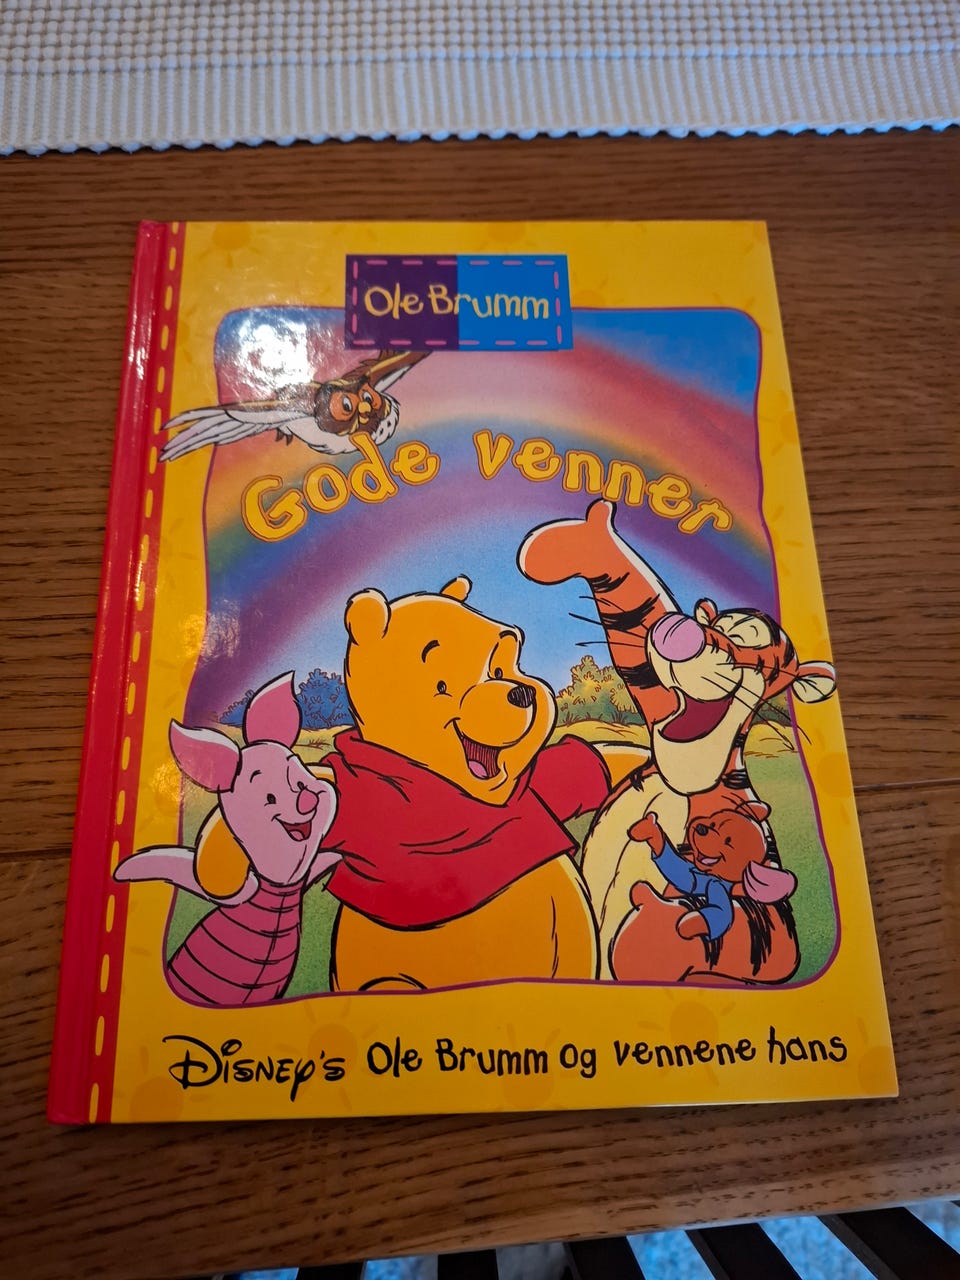 Ole Brumm
Gode venner
Disney's Ole Brumm og vennene hans